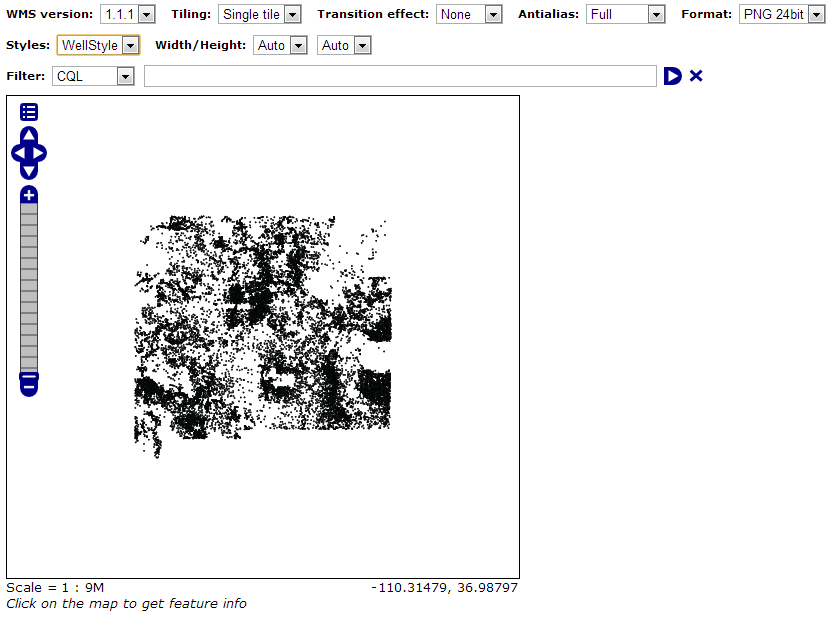 WMS version: 1.1.1 Tiling: Single tile Transition effect: None Antialias: Full Format: PNG 24bit
Styles: WellStyle Width/Height: Auto Auto
Filter: CQL
Scale = 1 : 9M -110.31479, 36.98797
Click on the map to get feature info